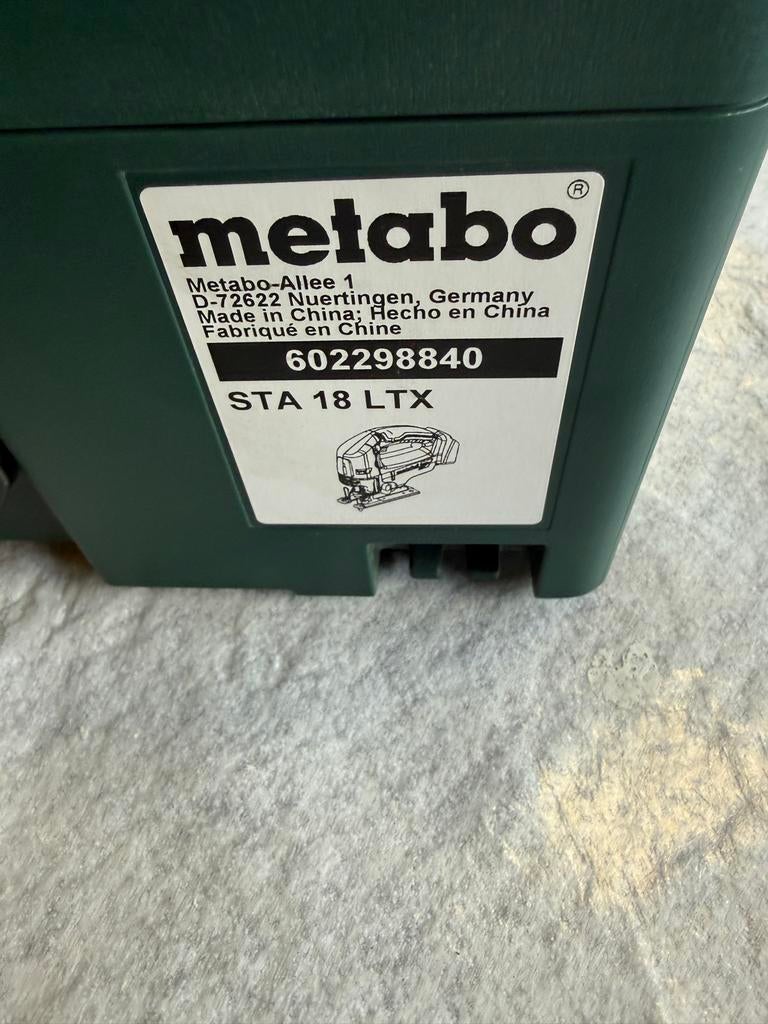 metabo®
Metabo-Allee 1
D-72622 Nuertingen, Germany
Made in China; Hecho en China
Fabriqué en Chine
602298840
STA 18 LTX